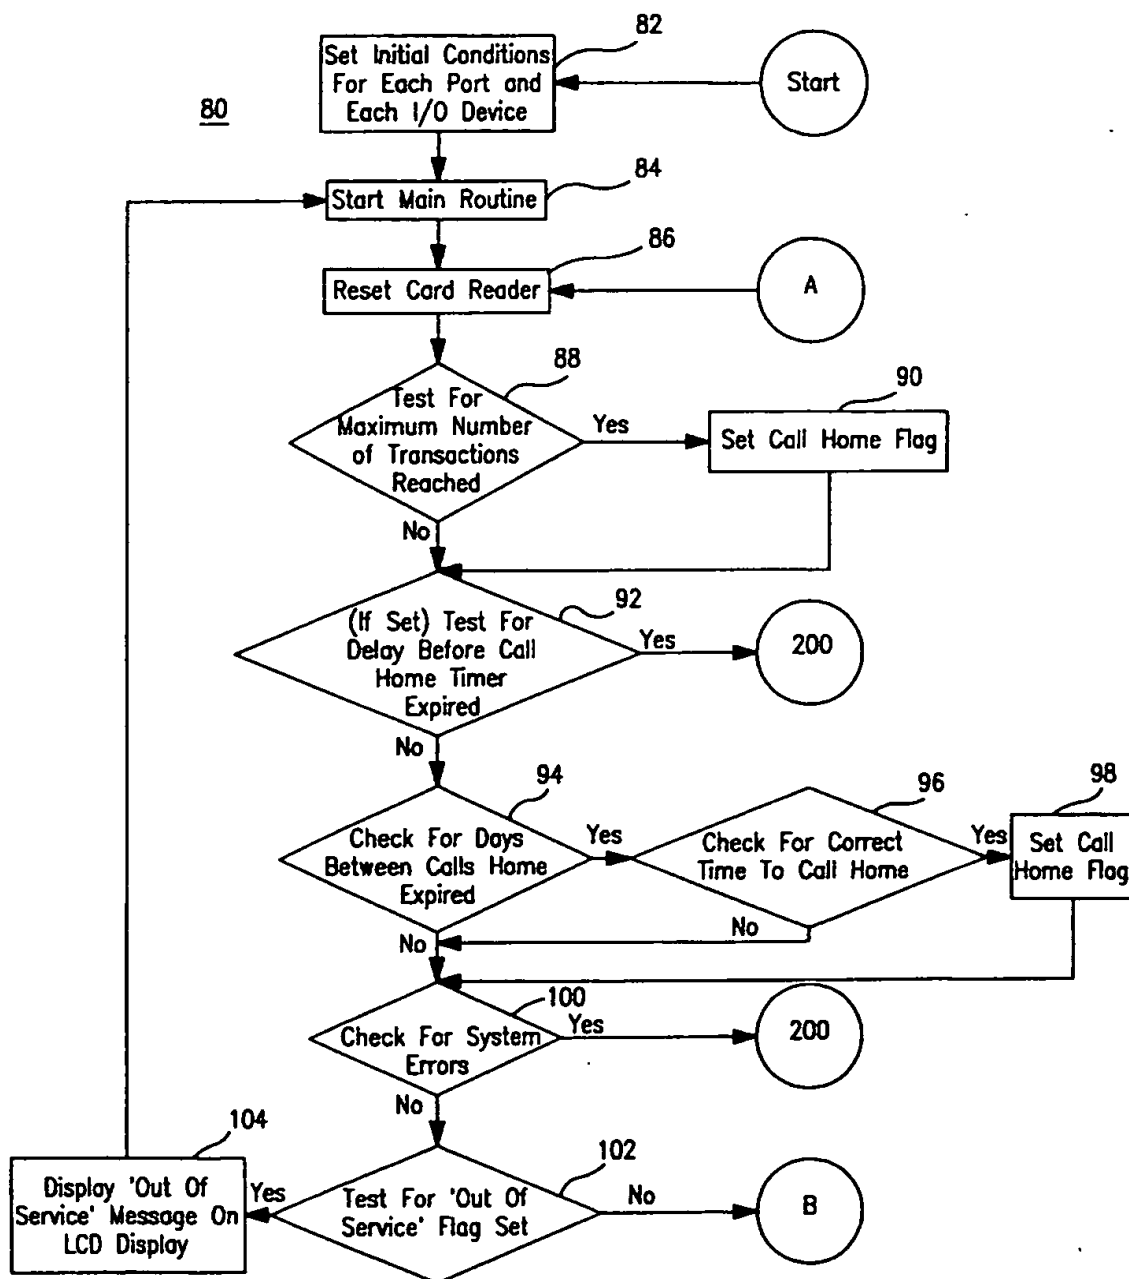 82
Set Initial Conditions
For Each Port and
Each I/O Device
Start
80
84
Start Main Routine
86
Reset Card Reader
A
88
Test For
Maximum Number
of Transactions
Reached
Yes
90
Set Call Home Flag
No
92
(If Set) Test For
Delay Before Call
Home Timer
Expired
Yes
200
No
94
Check For Days
Between Calls Home
Expired
Yes
96
Check For Correct
Time To Call Home
Yes
98
Set Call
Home Flag
No
No
100
Check For System
Errors
Yes
200
No
104
Display 'Out Of
Service' Message On
LCD Display
Yes
102
Test For 'Out Of
Service' Flag Set
No
B